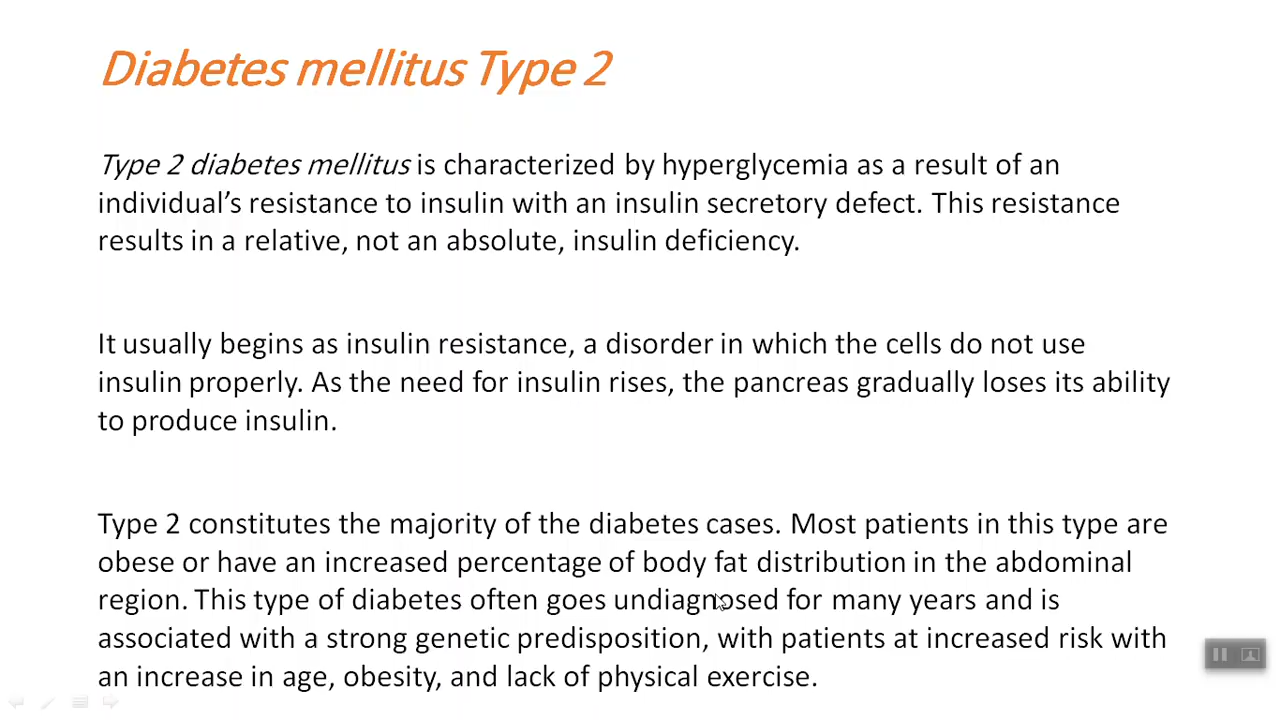 Diabetes mellitus Type 2
Type 2 diabetes mellitus is characterized by hyperglycemia as a result of an
individual’s resistance to insulin with an insulin secretory defect. This resistance
results in a relative, not an absolute, insulin deficiency.
It usually begins as insulin resistance, a disorder in which the cells do not use
insulin properly. As the need for insulin rises, the pancreas gradually loses its ability
to produce insulin.
Type 2 constitutes the majority of the diabetes cases. Most patients in this type are
obese or have an increased percentage of body fat distribution in the abdominal
region. This type of diabetes often goes undiagnosed for many years and is
associated with a strong genetic predisposition, with patients at increased risk with
an increase in age, obesity, and lack of physical exercise.